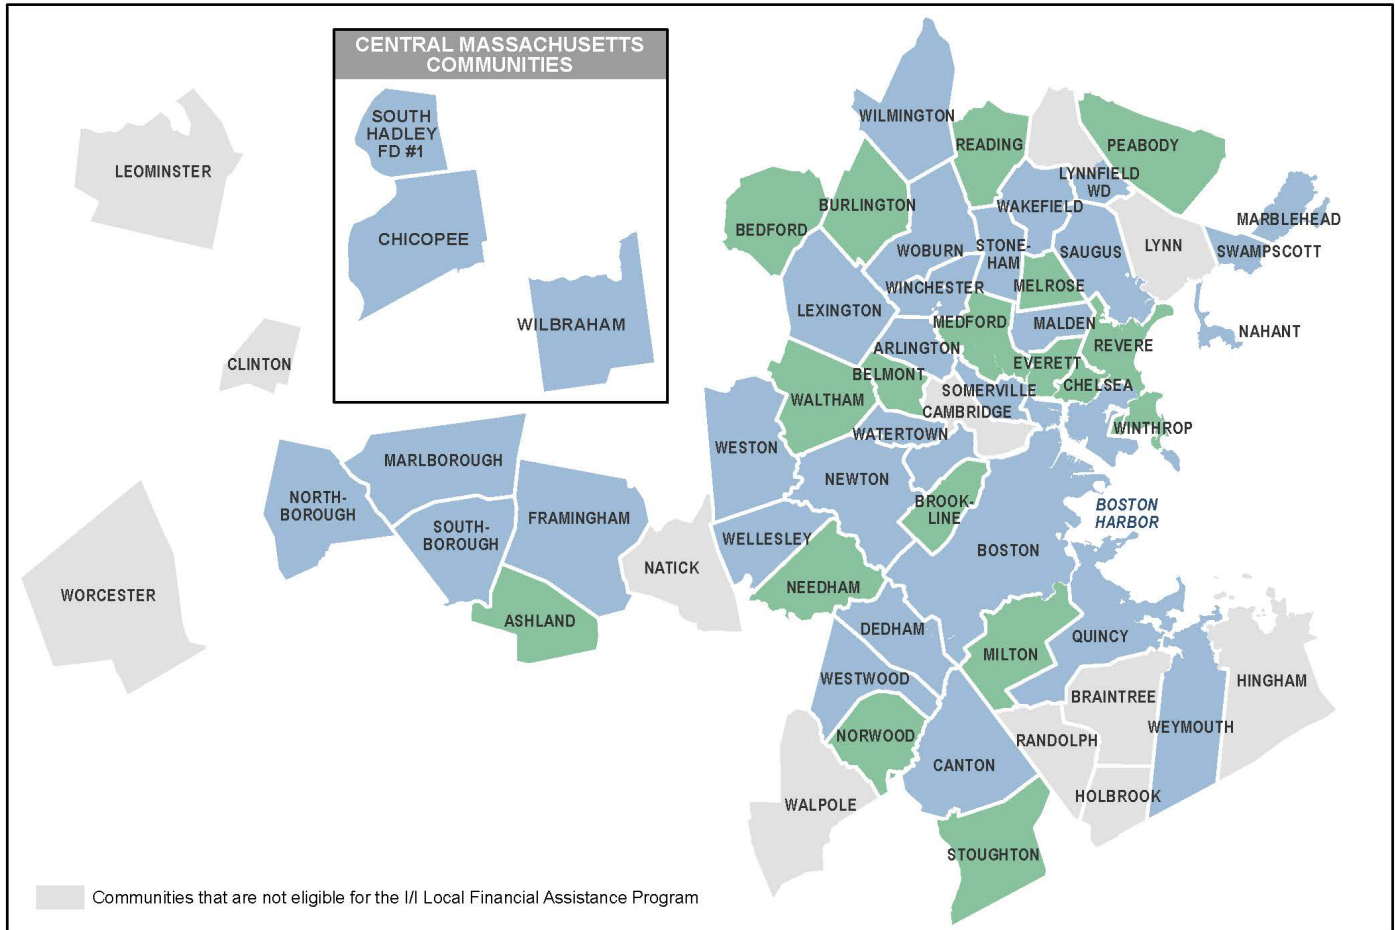 CENTRAL MASSACHUSETTS
COMMUNITIES
SOUTH
HADLEY
FD #1
CHICOPEE
WILBRAHAM
LEOMINSTER
CLINTON
WORCESTER
NORTH-
BOROUGH
MARLBOROUGH
SOUTH-
BOROUGH
FRAMINGHAM
ASHLAND
NATICK
WILMINGTON
READING
PEABODY
LYNNFIELD
WD
BURLINGTON
BEDFORD
WAKEFIELD
MARBLEHEAD
WOBURN
STONE-
HAM
SAUGUS
LYNN
SWAMPSCOTT
WINCHESTER
MELROSE
LEXINGTON
MEDFORD
MALDEN
NAHANT
ARLINGTON
REVERE
EVERETT
BELMONT
CHELSEA
SOMERVILLE
WALTHAM
CAMBRIDGE
WINTHROP
WATERTOWN
WESTON
NEWTON
BROOK-
LINE
BOSTON
HARBOR
WELLESLEY
BOSTON
NEEDHAM
DEDHAM
QUINCY
MILTON
WESTWOOD
BRAINTREE
HINGHAM
WEYMOUTH
NORWOOD
RANDOLPH
CANTON
HOLBROOK
WALPOLE
STOUGHTON
Communities that are not eligible for the I/I Local Financial Assistance Program